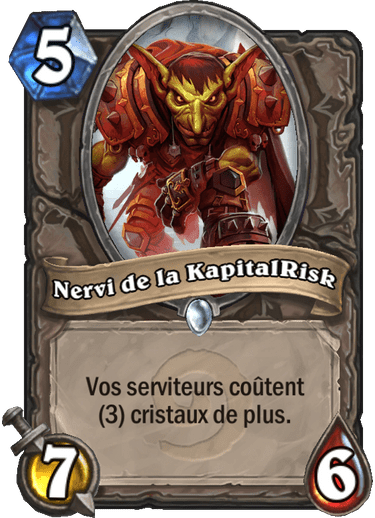 5
Nervi de la KapitalRisk
Vos serviteurs coûtent
(3) cristaux de plus.
7
6